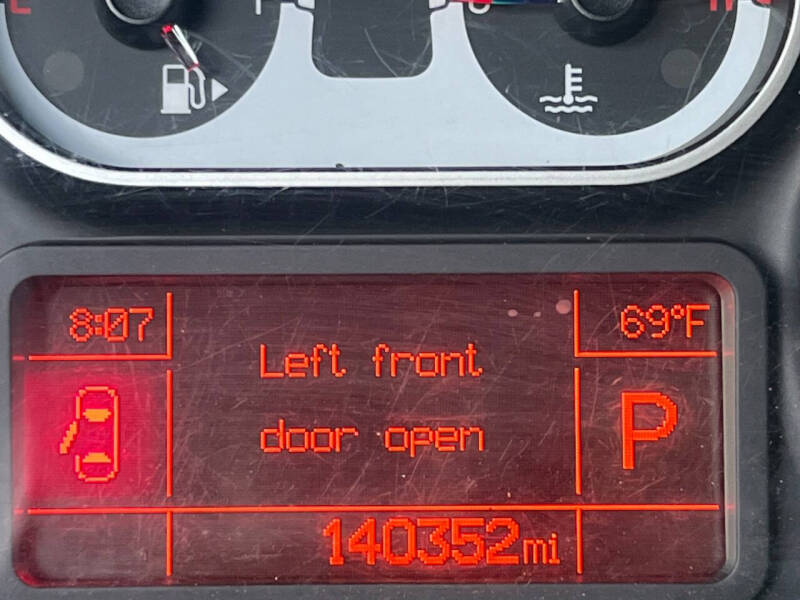 8:07
69°F
Left front
door open
P
140352mi